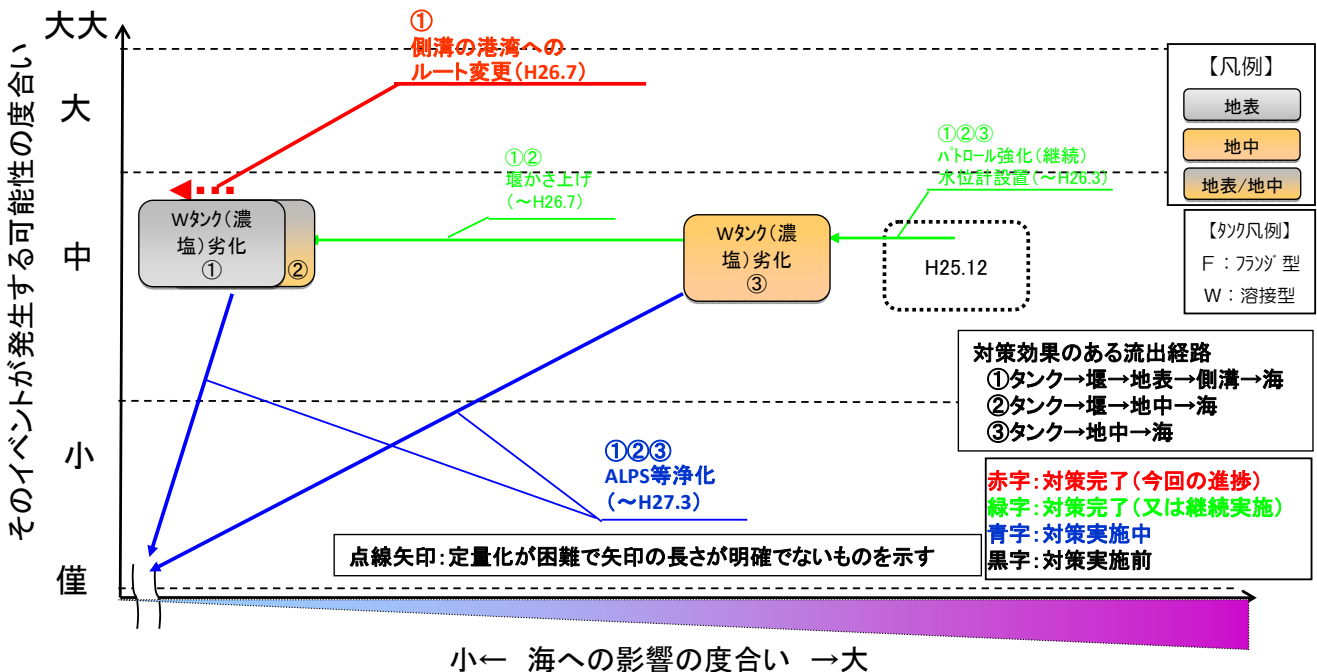 大大
大
中
小
僅
そのイベントが発生する可能性の度合い
①
側溝の港湾への
ルート変更(H26.7)
①②
堰かさ上げ
(～H26.7)
①②③
ﾊﾟﾄﾛｰﾙ強化(継続)
水位計設置(～H26.3)
Wﾀﾝｸ(濃
塩)劣化
①
②
Wﾀﾝｸ(濃
塩)劣化
③
H25.12
【凡例】
地表
地中
地表/地中
【ﾀﾝｸ凡例】
F：ﾌﾗﾝｼﾞ型
W：溶接型
対策効果のある流出経路
①タンク→堰→地表→側溝→海
②タンク→堰→地中→海
③タンク→地中→海
①②③
ALPS等浄化
(～H27.3)
赤字：対策完了(今回の進捗)
緑字：対策完了(又は継続実施)
青字：対策実施中
黒字：対策実施前
点線矢印：定量化が困難で矢印の長さが明確でないものを示す
小← 海への影響の度合い →大